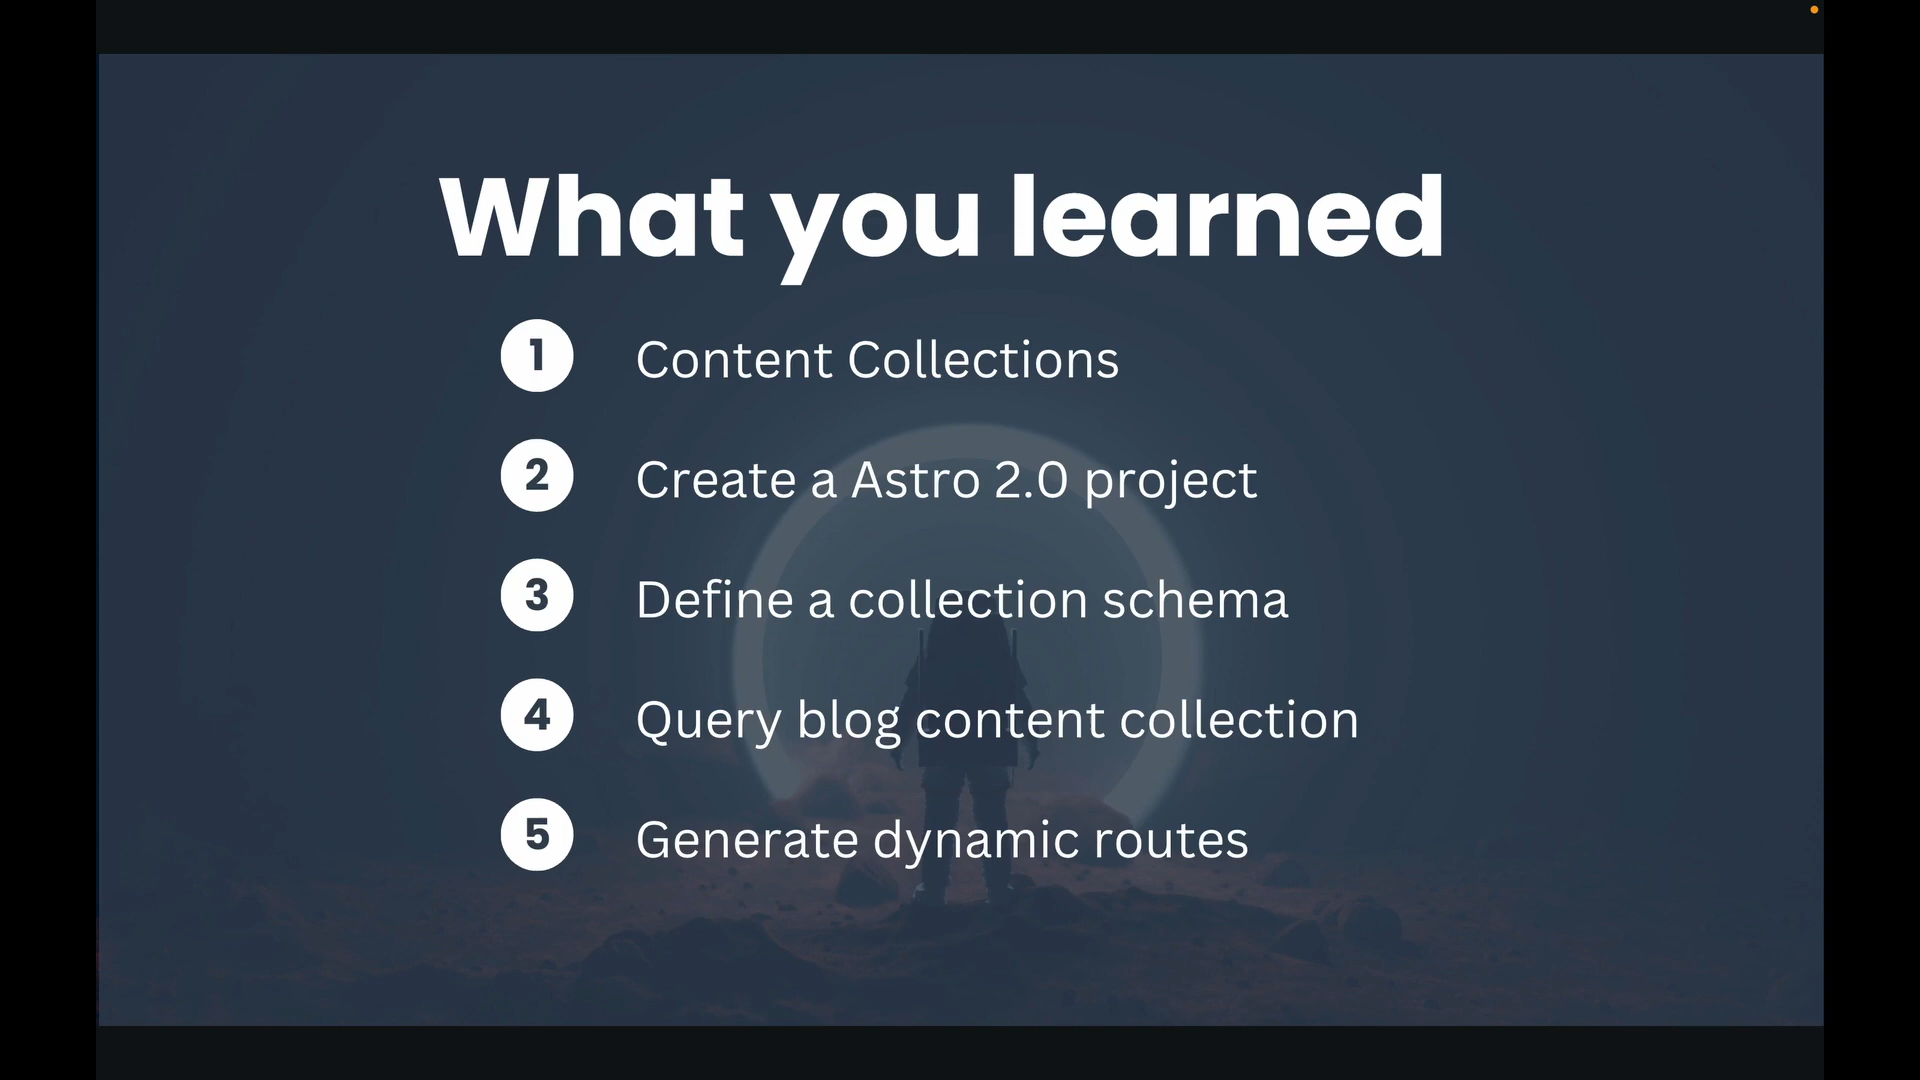 What you learned
1 Content Collections
2 Create a Astro 2.0 project
3 Define a collection schema
4 Query blog content collection
5 Generate dynamic routes